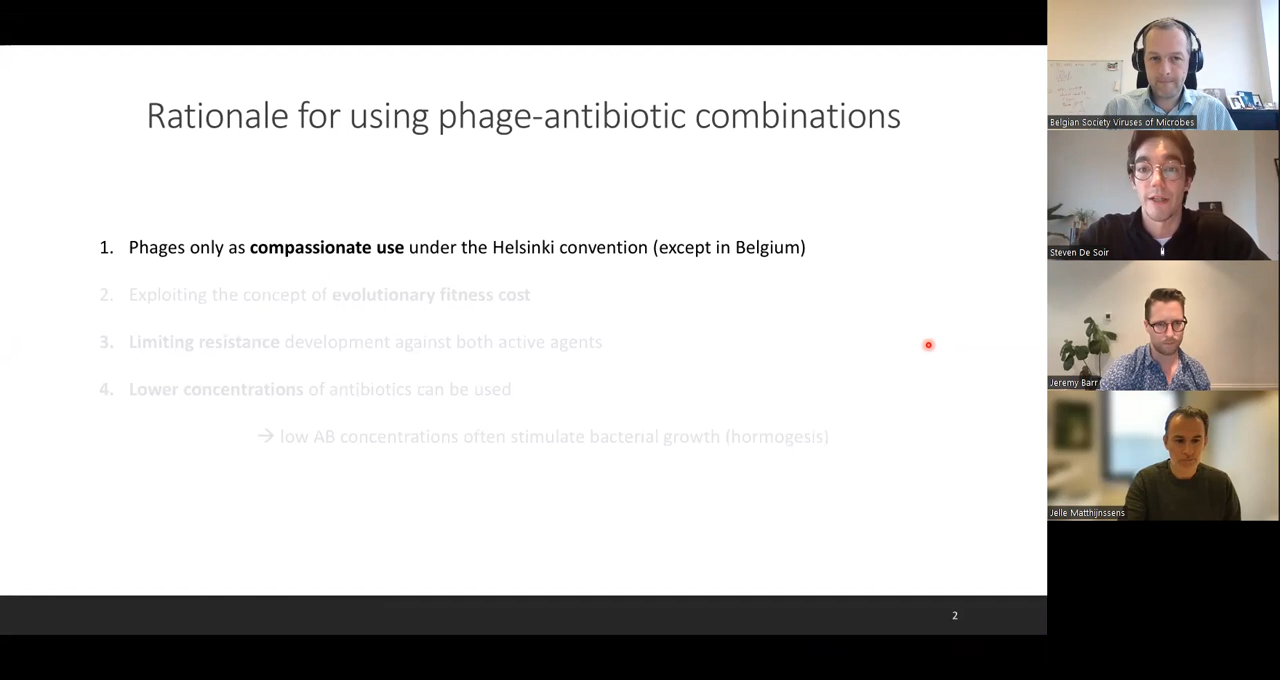 Rationale for using phage-antibiotic combinations
1. Phages only as compassionate use under the Helsinki convention (except in Belgium)
2. Exploiting the concept of evolutionary fitness cost
3. Limiting resistance development against both active agents
4. Lower concentrations of antibiotics can be used
→ low AB concentrations often stimulate bacterial growth (hormogesis)
2
Belgian Society Viruses of Microbes
Steven De Soir
Jeremy Barr
Jelle Matthijnssens